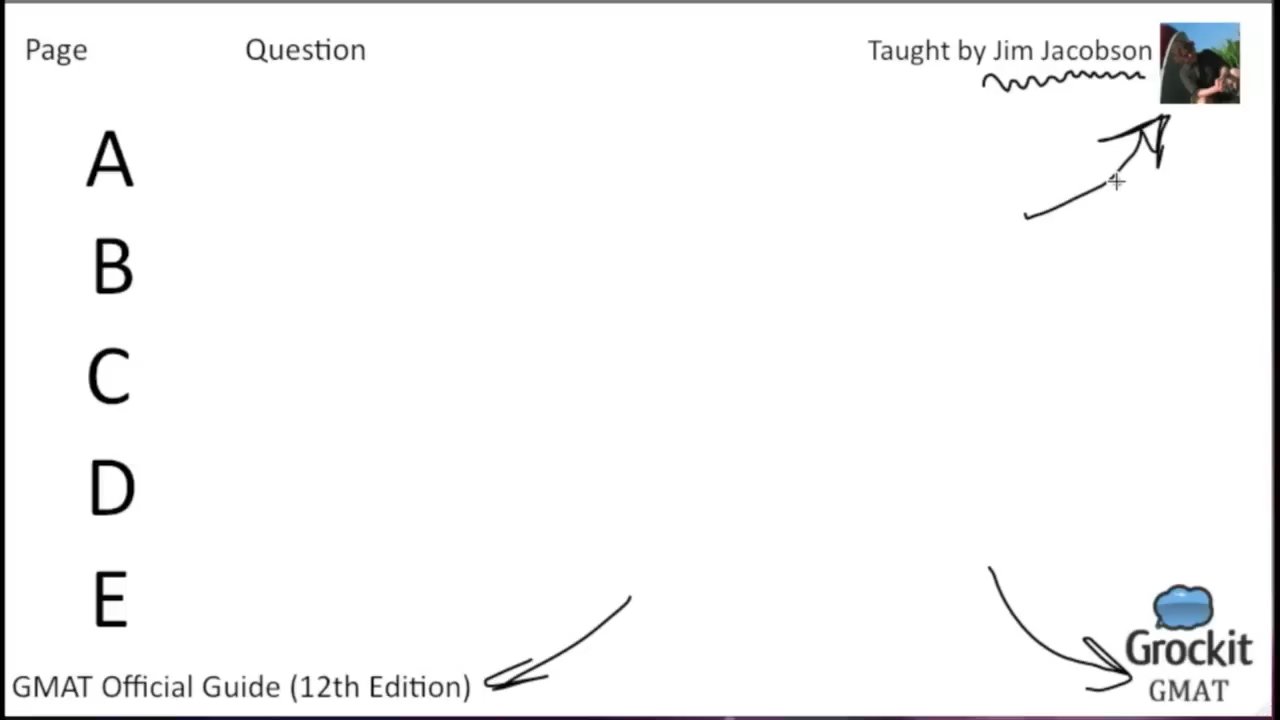 Page Question Taught by Jim Jacobson
A
B
C
D
E
GMAT Official Guide (12th Edition)
Grockit
GMAT